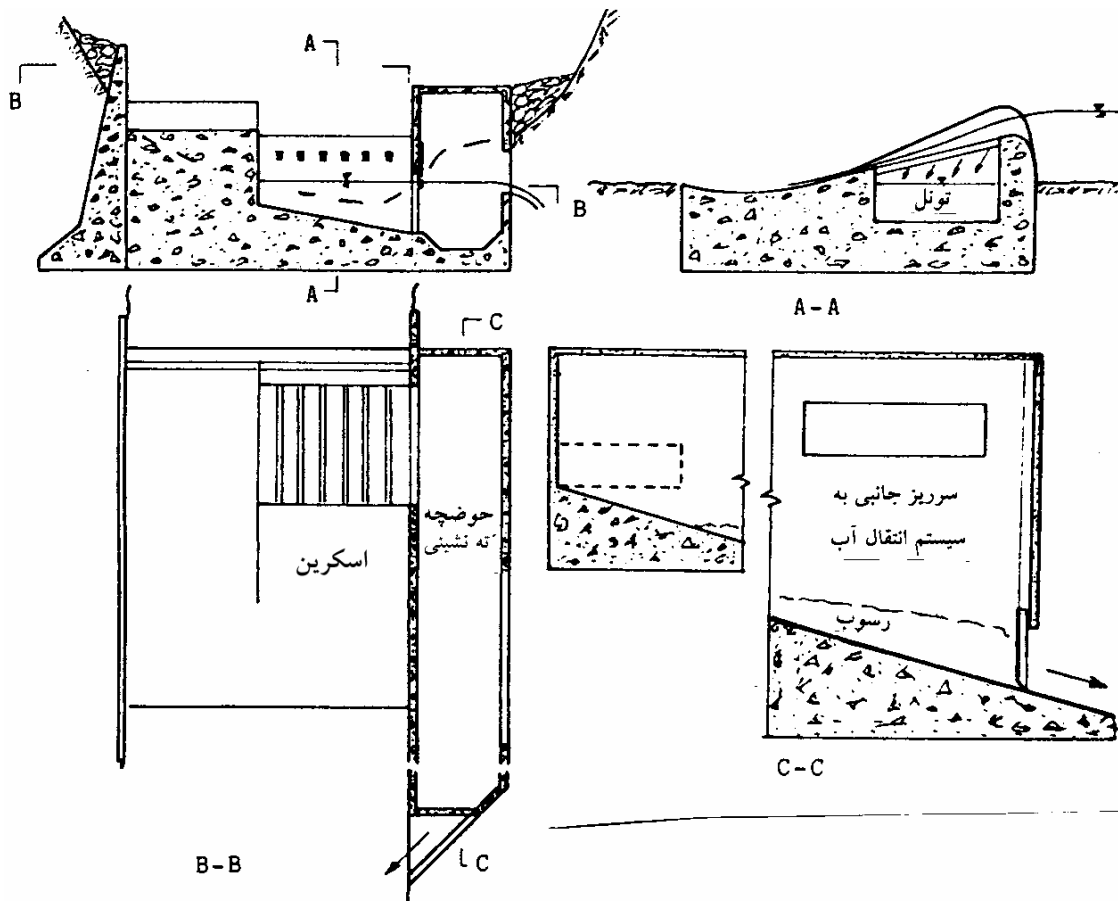 A
B
B
A
تونل
A-A
C
حوضچه
ته نشینی
اسکرین
سرریز جانبی به
سیستم انتقال آب
رسوب
C-C
B-B
C